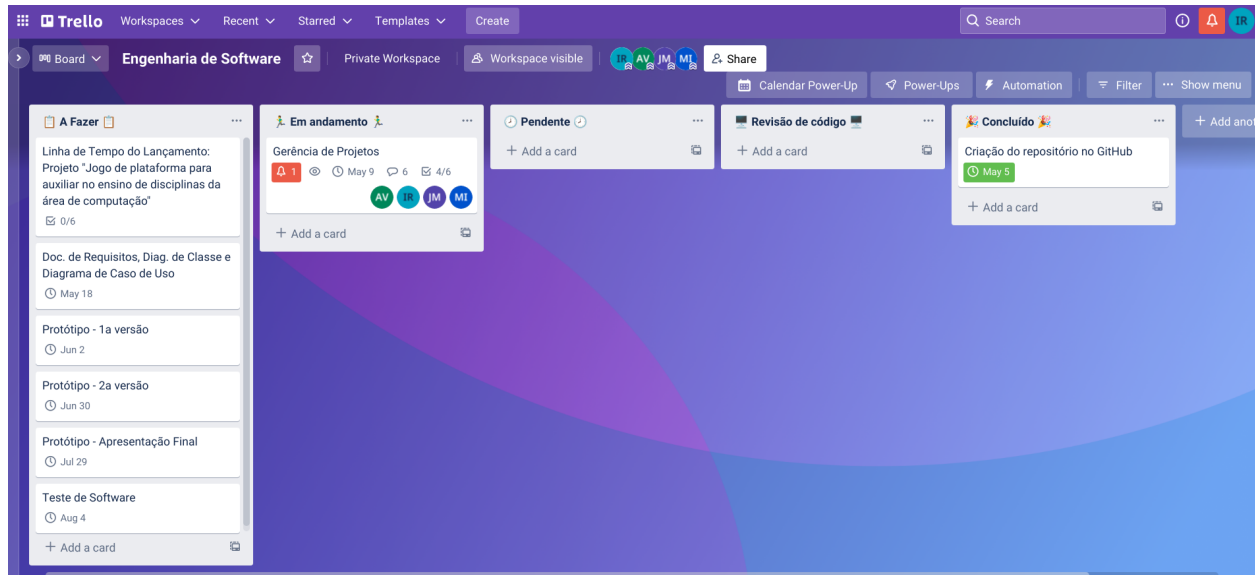 Trello Workspaces Recent Starred Templates Create Search IR
Board Engenharia de Software Private Workspace Workspace visible IR AV JM MI Share
Calendar Power-Up Power-Ups Automation Filter ··· Show menu
📋 A Fazer 📋 ···
Linha de Tempo do Lançamento:
Projeto "Jogo de plataforma para
auxiliar no ensino de disciplinas da
área de computação"
0/6
Doc. de Requisitos, Diag. de Classe e
Diagrama de Caso de Uso
May 18
Protótipo - 1a versão
Jun 2
Protótipo - 2a versão
Jun 30
Protótipo - Apresentação Final
Jul 29
Teste de Software
Aug 4
+ Add a card
🏃 Em andamento 🏃 ···
Gerência de Projetos
1 May 9 6 4/6
AV IR JM MI
+ Add a card
🕗 Pendente 🕗 ···
+ Add a card
🖥️ Revisão de código 🖥️ ···
+ Add a card
🎉 Concluído 🎉 ···
Criação do repositório no GitHub
May 5
+ Add a card
+ Add anot